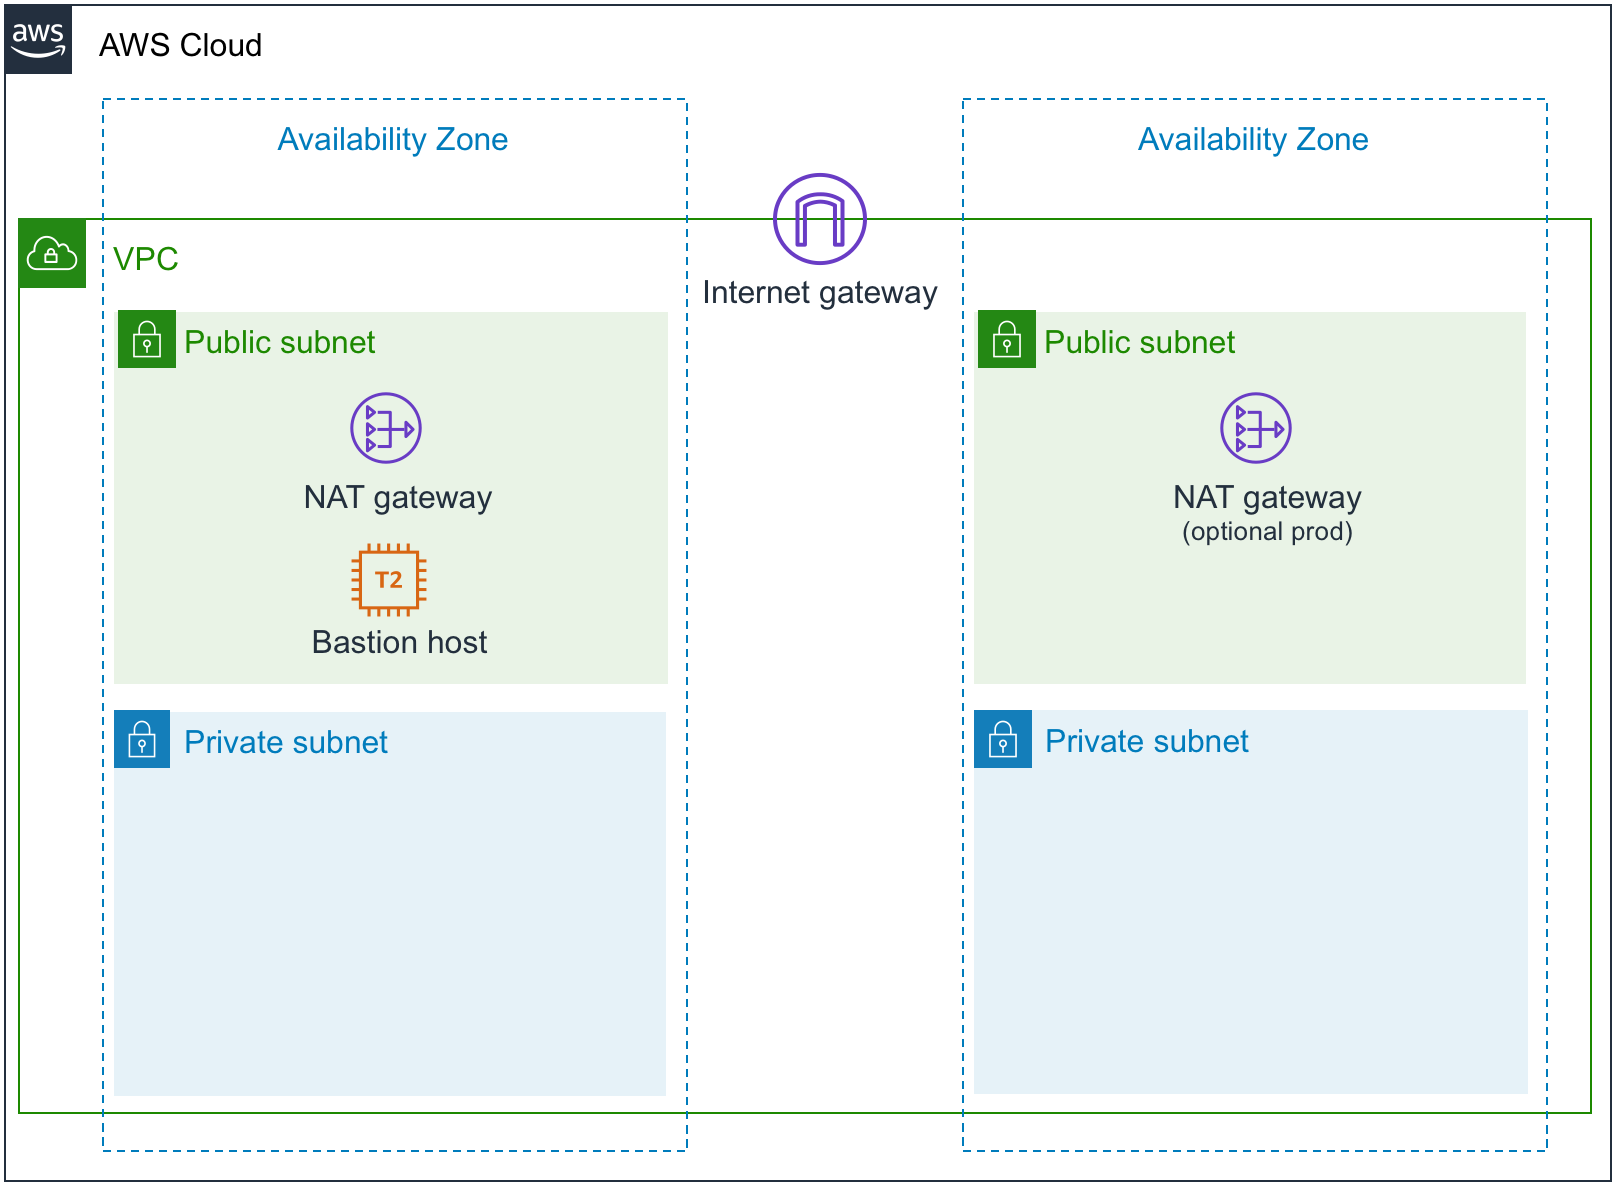 aws
AWS Cloud
Availability Zone
Availability Zone
VPC
Internet gateway
Public subnet
Public subnet
NAT gateway
NAT gateway
(optional prod)
T2
Bastion host
Private subnet
Private subnet